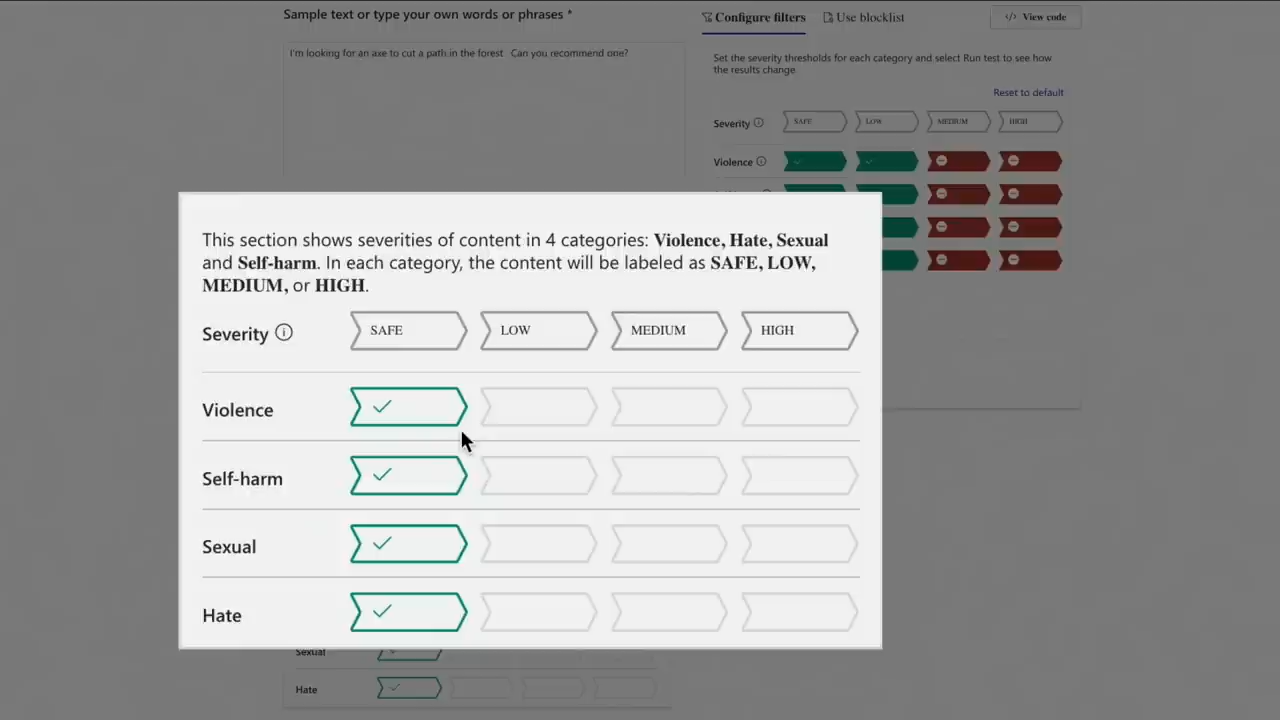 Sample text or type your own words or phrases *
Configure filters
Use blocklist
</> View code
I'm looking for an axe to cut a path in the forest Can you recommend one?
Set the severity thresholds for each category and select Run test to see how
the results change
Reset to default
Severity
SAFE
LOW
MEDIUM
HIGH
Violence
This section shows severities of content in 4 categories: Violence, Hate, Sexual
and Self-harm. In each category, the content will be labeled as SAFE, LOW,
MEDIUM, or HIGH.
Severity
SAFE
LOW
MEDIUM
HIGH
Violence
Self-harm
Sexual
Hate
Sexual
Hate